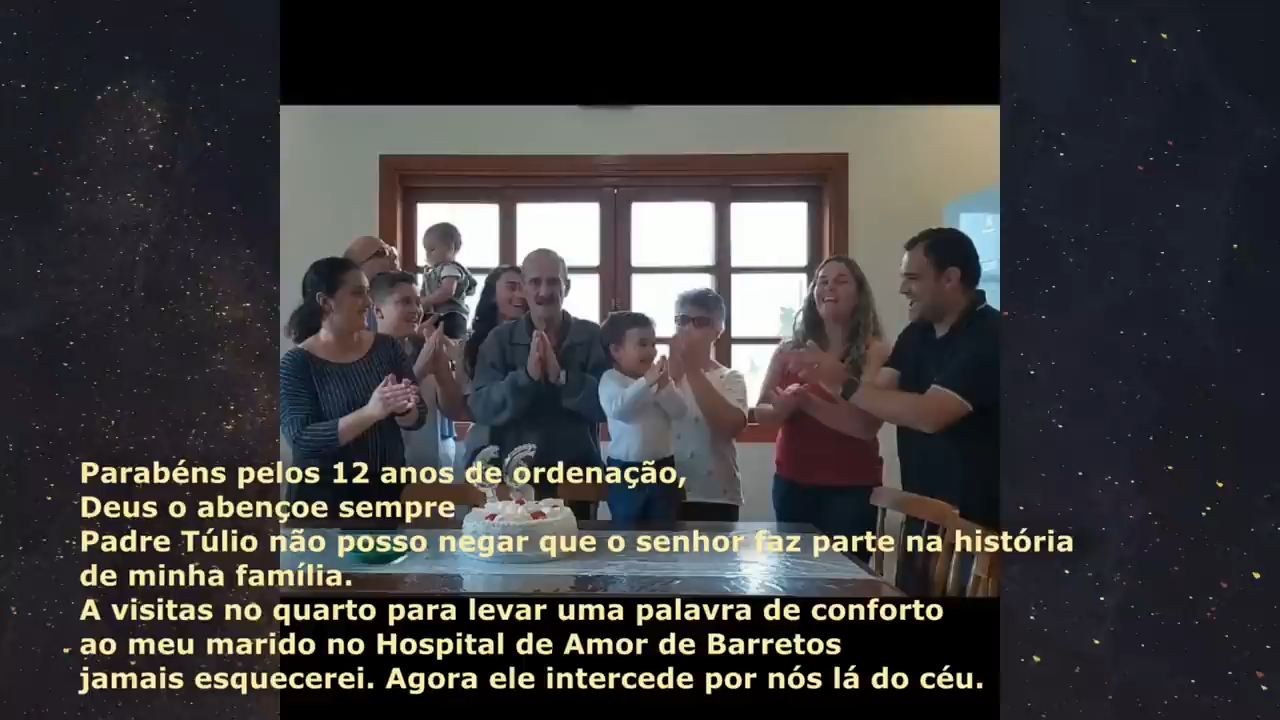 Parabéns pelos 12 anos de ordenação,
Deus o abençoe sempre
Padre Túlio não posso negar que o senhor faz parte na história
de minha família.
A visitas no quarto para levar uma palavra de conforto
ao meu marido no Hospital de Amor de Barretos
jamais esquecerei. Agora ele intercede por nós lá do céu.